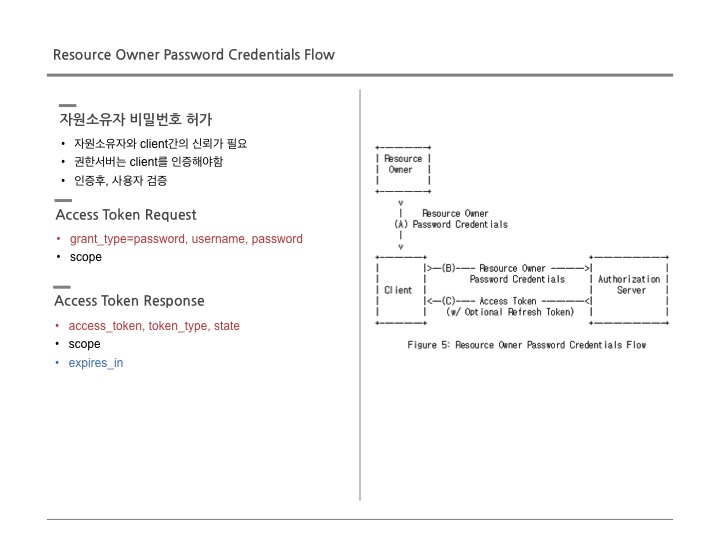 Resource Owner Password Credentials Flow
자원소유자 비밀번호 허가
• 자원소유자와 client간의 신뢰가 필요
• 권한서버는 client를 인증해야함
• 인증후, 사용자 검증
Access Token Request
• grant_type=password, username, password
• scope
Access Token Response
• access_token, token_type, state
• scope
• expires_in
Resource
Owner
v
Resource Owner
(A) Password Credentials
v
>--(B)---- Resource Owner ------->
Password Credentials
Authorization
Client
Server
<--(C)---- Access Token ---------<
(w/ Optional Refresh Token)
Figure 5: Resource Owner Password Credentials Flow